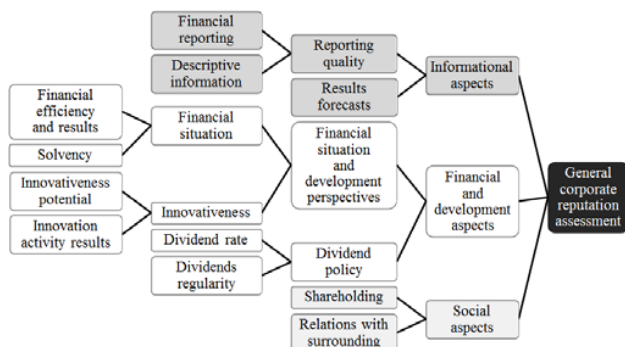 Financial
reporting
Descriptive
information
Reporting
quality
Results
forecasts
Informational
aspects
Financial
efficiency
and results
Solvency
Financial
situation
Innovativeness
potential
Innovation
activity results
Innovativeness
Dividend rate
Dividends
regularity
Financial
situation
and
development
perspectives
Dividend
policy
Financial
and
development
aspects
Shareholding
Relations with
surrounding
Social
aspects
General
corporate
reputation
assessment